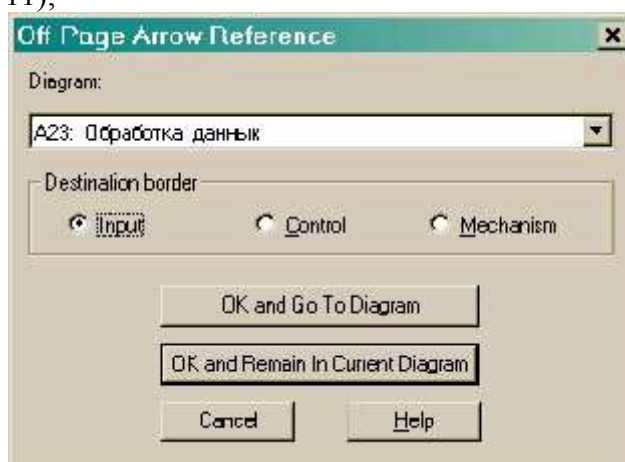 11);
Off Page Arrow Reference
Diagram:
A23: Обработка данных
Destination border
Input Control Mechanism
OK and Go To Diagram
OK and Remain In Current Diagram
Cancel Help